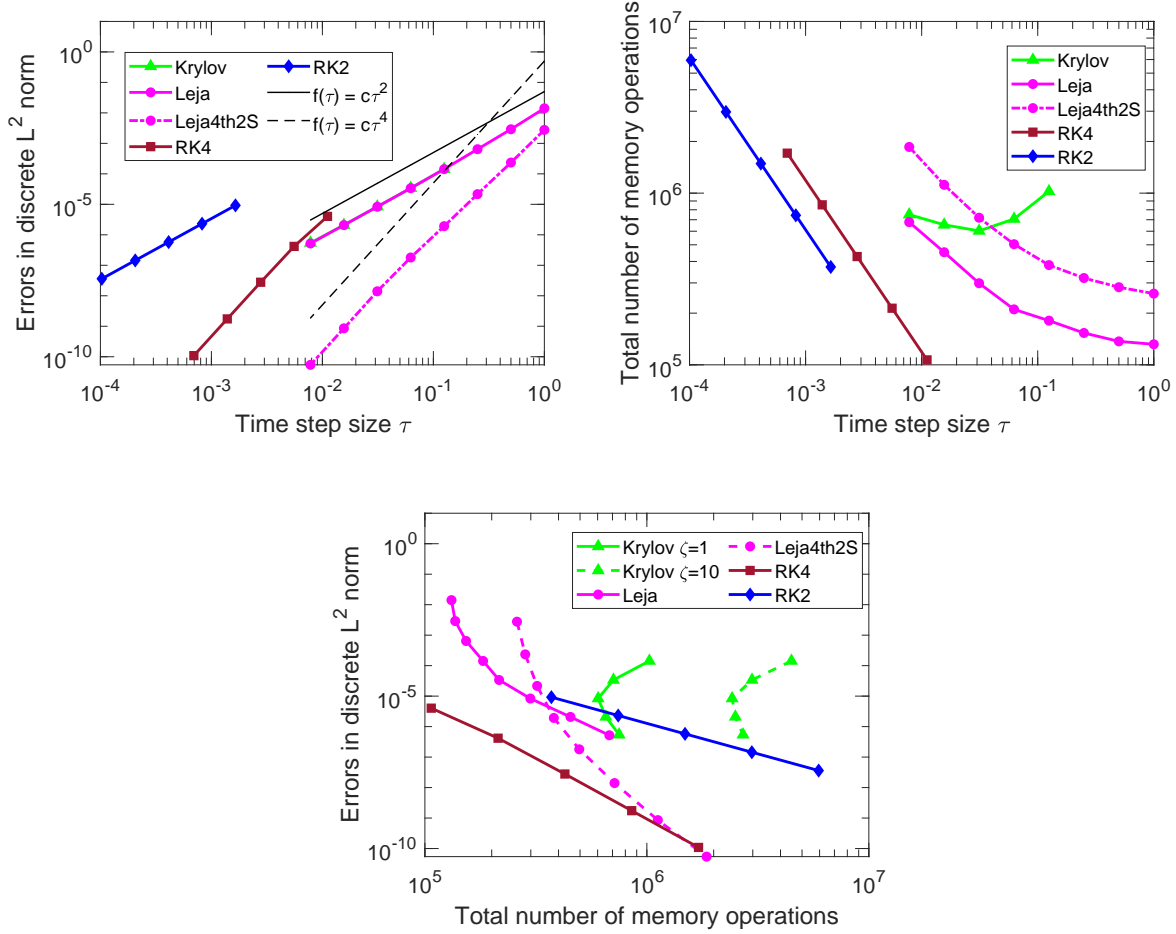 10^0
10^-5
10^-10
Errors in discrete L^2 norm
Krylov
Leja
Leja4th2S
RK4
RK2
f(τ) = cτ^2
f(τ) = cτ^4
10^-4
10^-3
10^-2
10^-1
10^0
Time step size τ
10^7
10^6
10^5
Total number of memory operations
Krylov
Leja
Leja4th2S
RK4
RK2
10^-4
10^-3
10^-2
10^-1
10^0
Time step size τ
10^0
10^-5
10^-10
Errors in discrete L^2 norm
Krylov ζ=1
Krylov ζ=10
Leja
Leja4th2S
RK4
RK2
10^5
10^6
10^7
Total number of memory operations